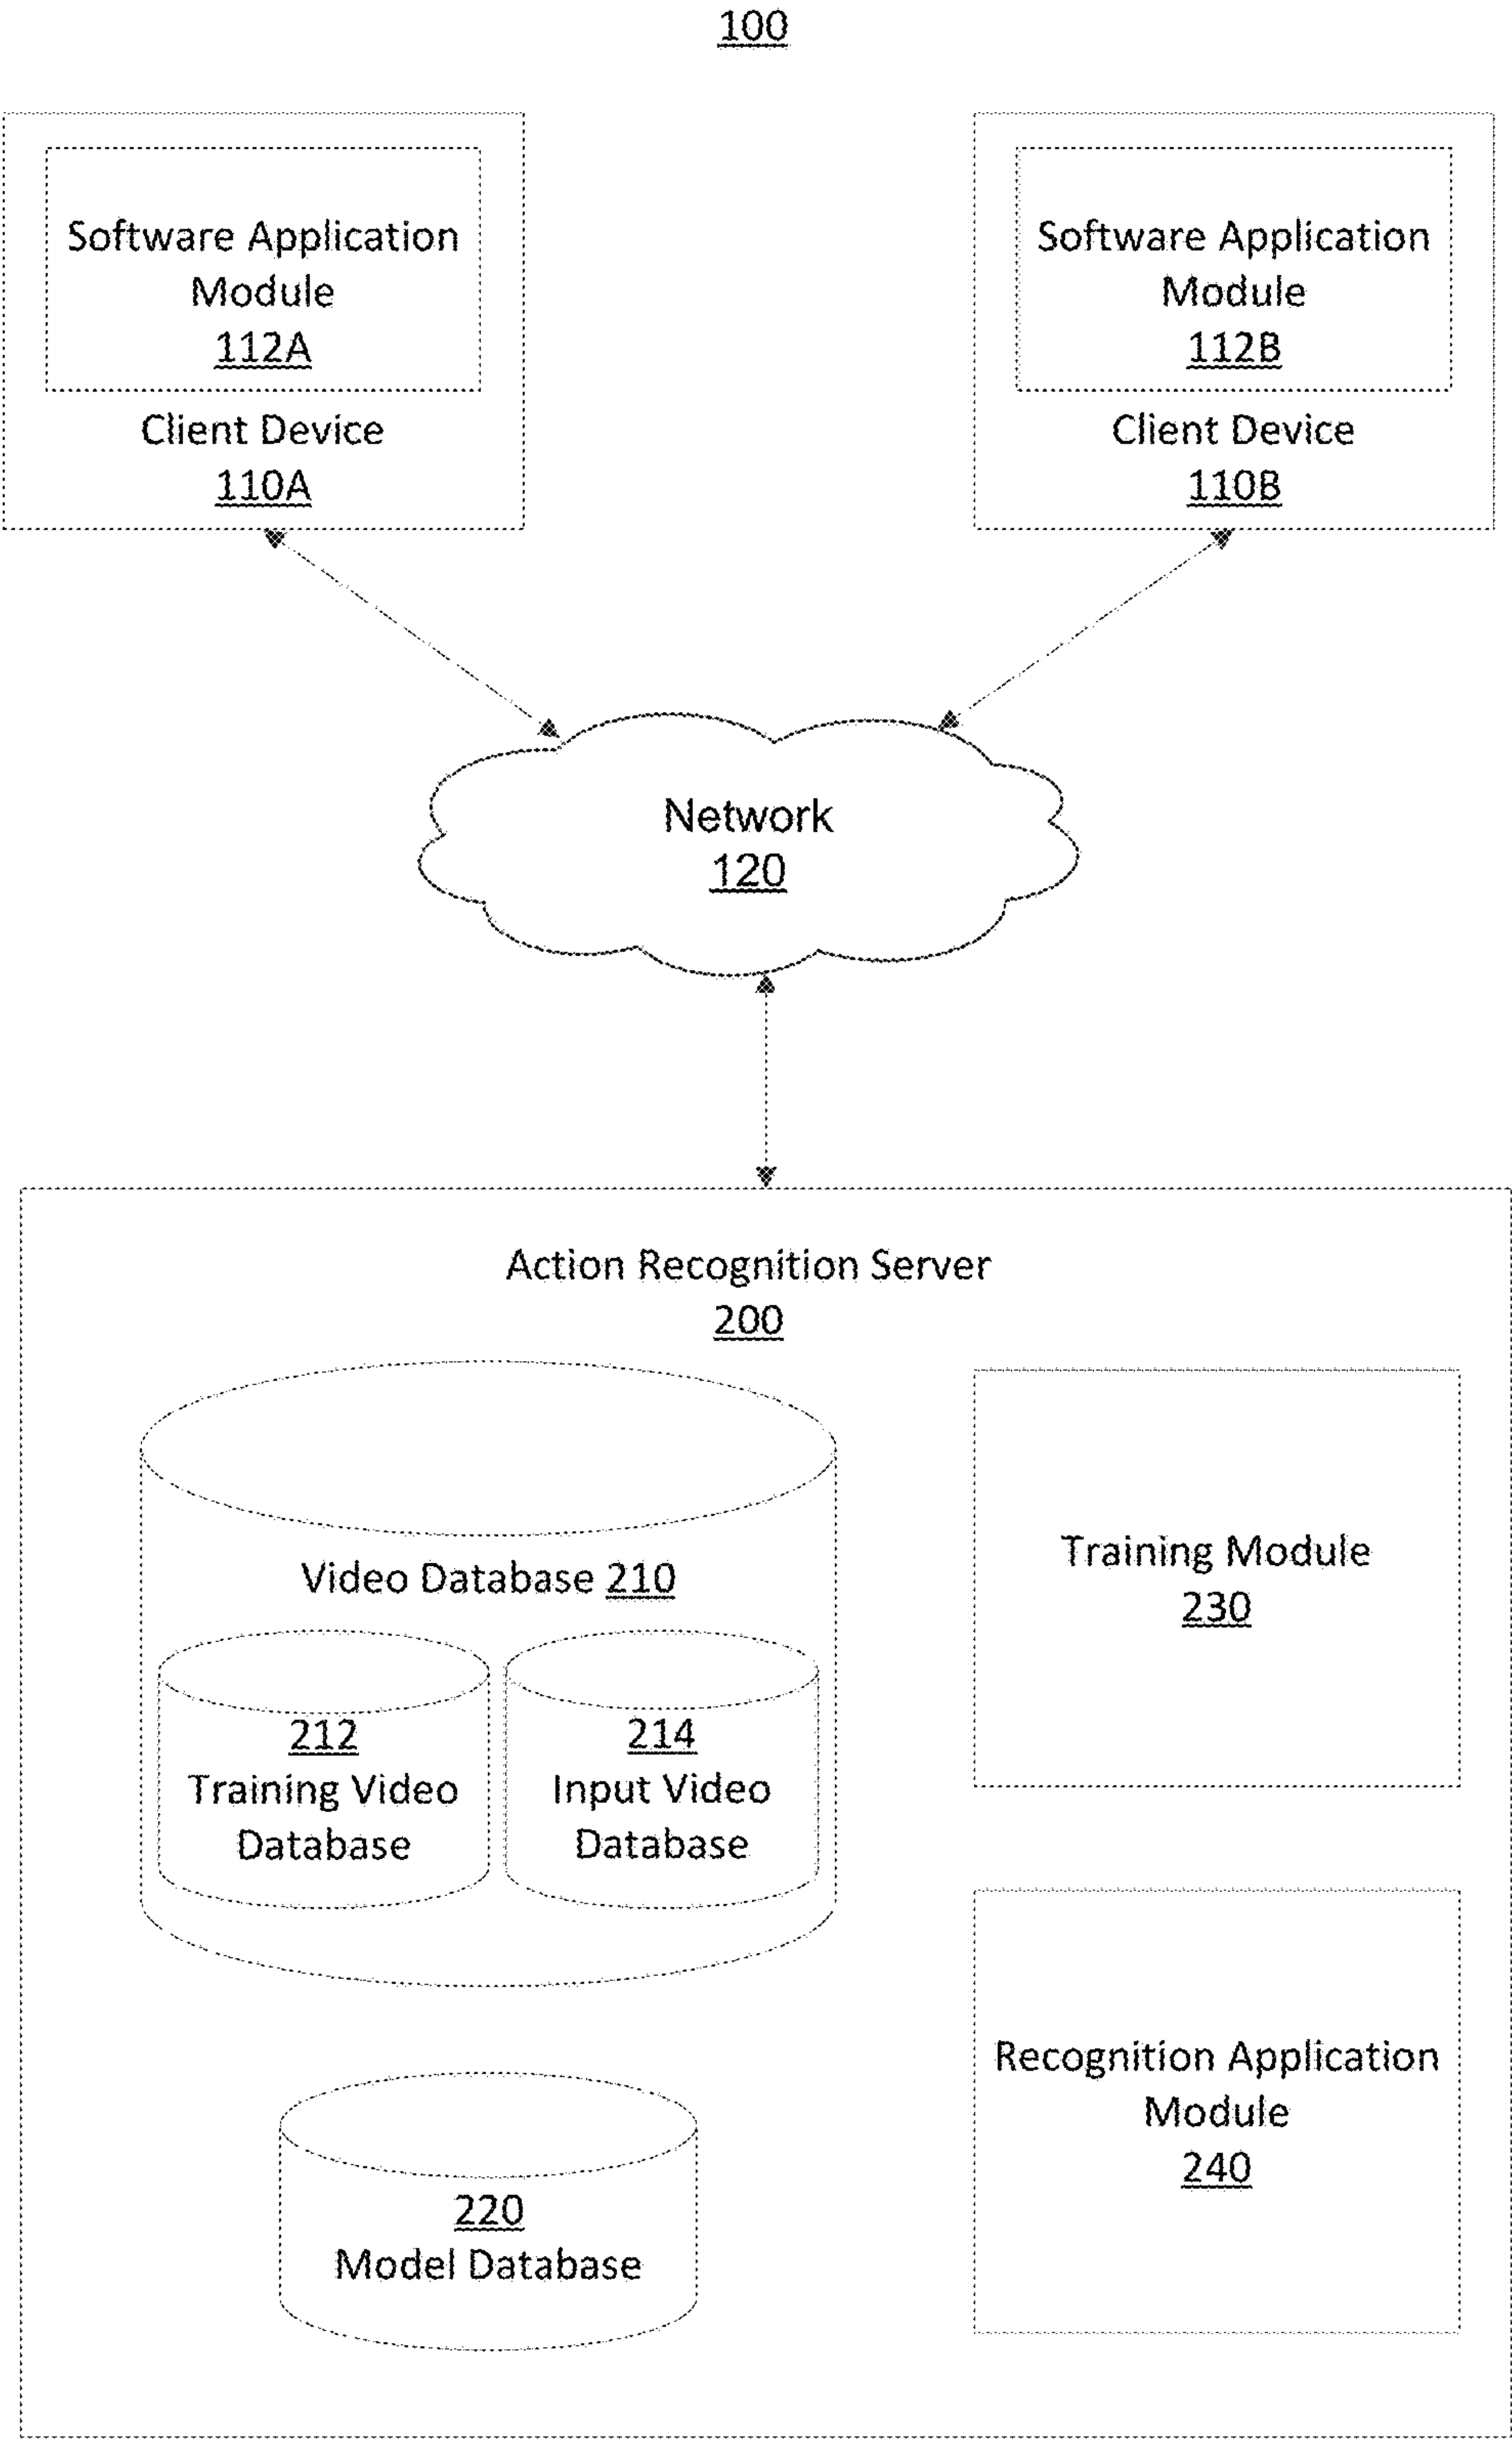 100
Software Application
Module
112A
Client Device
110A
Software Application
Module
112B
Client Device
110B
Network
120
Action Recognition Server
200
Video Database 210
212
Training Video
Database
214
Input Video
Database
220
Model Database
Training Module
230
Recognition Application
Module
240